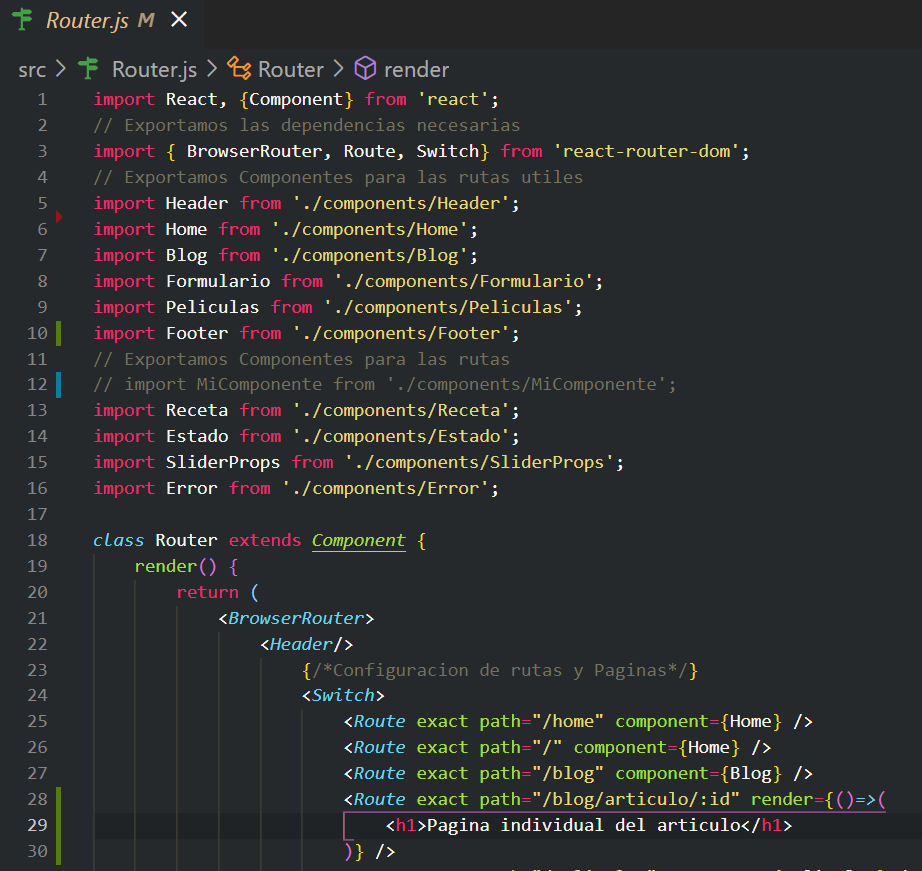 Router.js M ×
src > Router.js > Router > render
1 import React, {Component} from 'react';
2 // Exportamos las dependencias necesarias
3 import { BrowserRouter, Route, Switch} from 'react-router-dom';
4 // Exportamos Componentes para las rutas utiles
5 import Header from './components/Header';
6 import Home from './components/Home';
7 import Blog from './components/Blog';
8 import Formulario from './components/Formulario';
9 import Peliculas from './components/Peliculas';
10 import Footer from './components/Footer';
11 // Exportamos Componentes para las rutas
12 // import MiComponente from './components/MiComponente';
13 import Receta from './components/Receta';
14 import Estado from './components/Estado';
15 import SliderProps from './components/SliderProps';
16 import Error from './components/Error';
17
18 class Router extends Component {
19 render() {
20 return (
21 <BrowserRouter>
22 <Header/>
23 {/*Configuracion de rutas y Paginas*/}
24 <Switch>
25 <Route exact path="/home" component={Home} />
26 <Route exact path="/" component={Home} />
27 <Route exact path="/blog" component={Blog} />
28 <Route exact path="/blog/articulo/:id" render={()=>(
29 <h1>Pagina individual del articulo</h1>
30 )} />